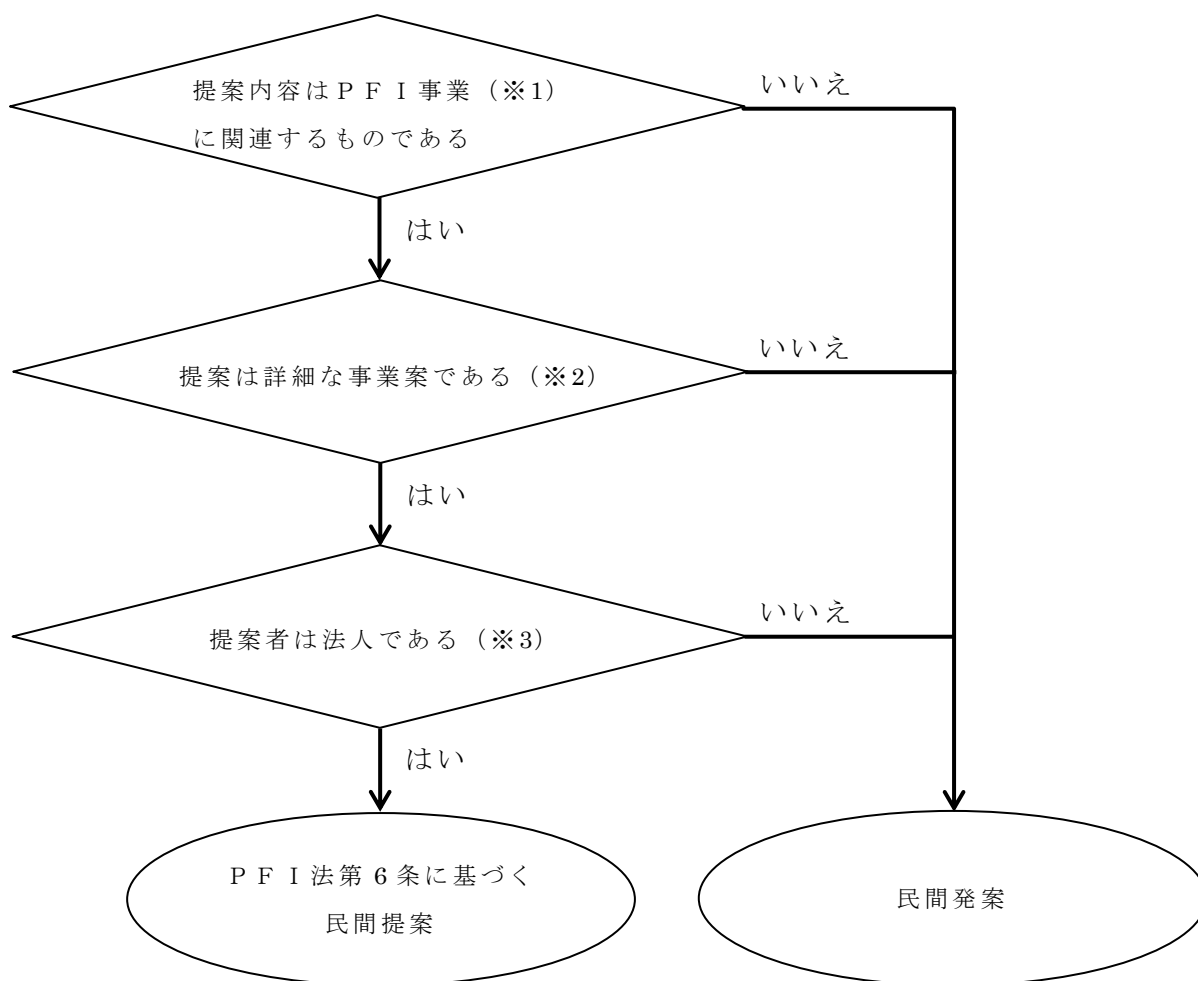 提案内容はＰＦＩ事業（※1）
に関連するものである
いいえ
はい
提案は詳細な事業案である（※2）
いいえ
はい
提案者は法人である（※3）
いいえ
はい
ＰＦＩ法第 6 条に基づく
民間提案
民間発案